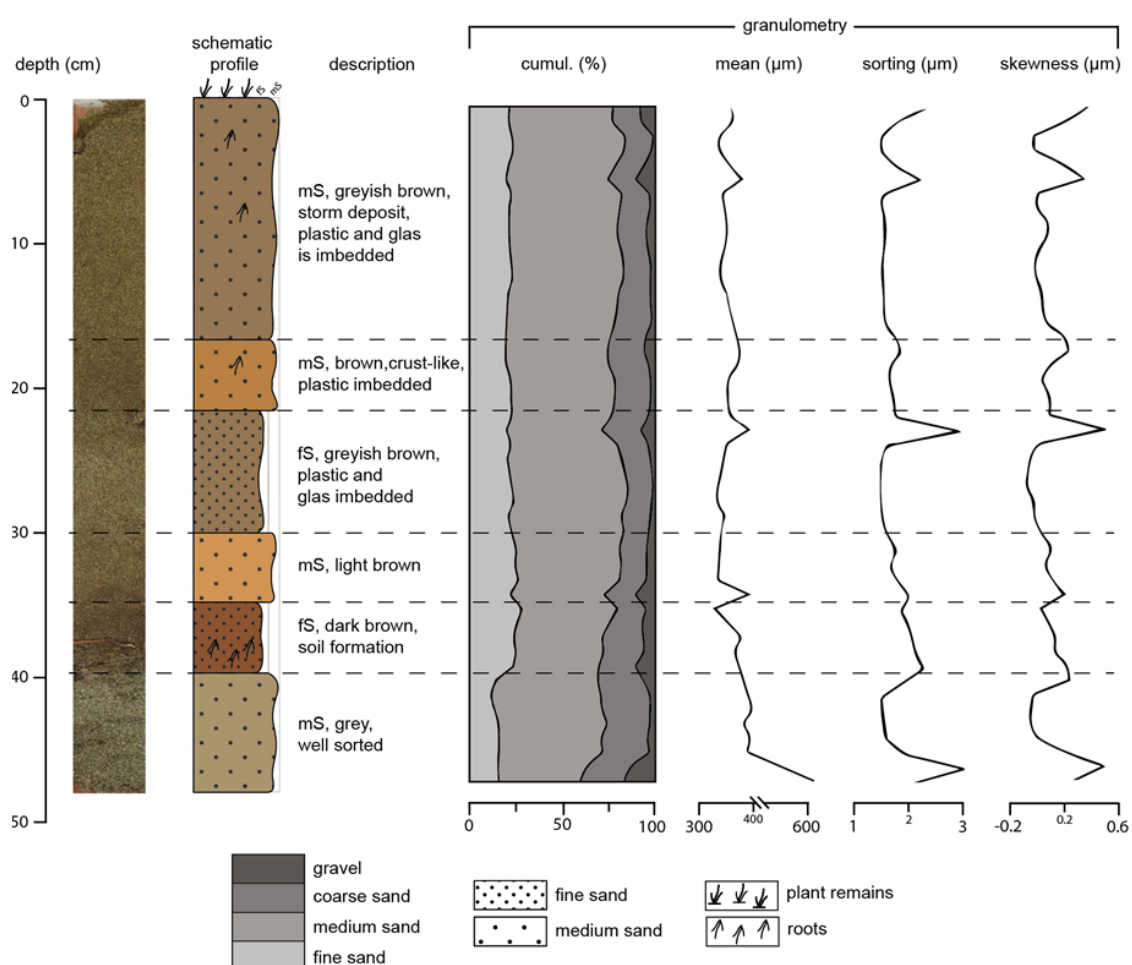 granulometry
schematic
profile
depth (cm)
description
cumul. (%)
mean (µm)
sorting (µm)
skewness (µm)
fS
mS
0
10
20
30
40
50
mS, greyish brown,
storm deposit,
plastic and glas
is imbedded
mS, brown,crust-like,
plastic imbedded
fS, greyish brown,
plastic and
glas imbedded
mS, light brown
fS, dark brown,
soil formation
mS, grey,
well sorted
0 50 100
300 400 600
1 2 3
-0.2 0.2 0.6
gravel
coarse sand
medium sand
fine sand
fine sand
medium sand
plant remains
roots